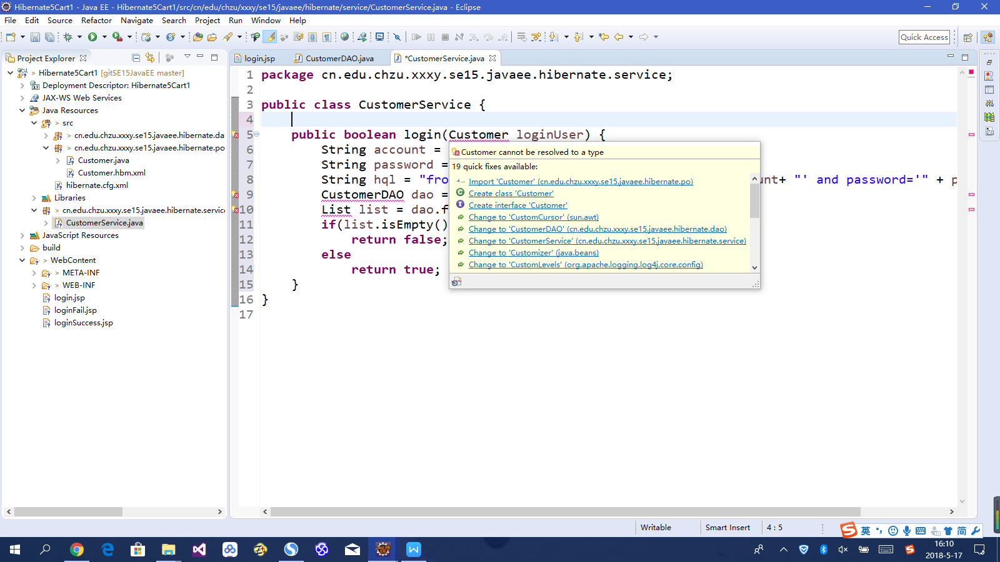 Hibernate5Cart1 - Java EE - Hibernate5Cart1/src/cn/edu/chzu/xxxy/se15/javaee/hibernate/service/CustomerService.java - Eclipse
File Edit Source Refactor Navigate Search Project Run Window Help
Quick Access
Project Explorer
login.jsp CustomerDAO.java *CustomerService.java
> Hibernate5Cart1 [gitSE15JavaEE master]
Deployment Descriptor: Hibernate5Cart1
JAX-WS Web Services
Java Resources
> src
> cn.edu.chzu.xxxy.se15.javaee.hibernate.da
> cn.edu.chzu.xxxy.se15.javaee.hibernate.po
Customer.java
Customer.hbm.xml
hibernate.cfg.xml
Libraries
> cn.edu.chzu.xxxy.se15.javaee.hibernate.service
CustomerService.java
JavaScript Resources
build
> WebContent
> META-INF
> WEB-INF
login.jsp
loginFail.jsp
loginSuccess.jsp
1 package cn.edu.chzu.xxxy.se15.javaee.hibernate.service;
2
3 public class CustomerService {
4
5 public boolean login(Customer loginUser) {
6 String account =
7 String password =
8 String hql = "fro unt+ "' and password='" + p
9 CustomerDAO dao =
10 List list = dao.f
11 if(list.isEmpty()
12 return false;
13 else
14 return true;
15 }
16 }
17
Customer cannot be resolved to a type
19 quick fixes available:
Import 'Customer' (cn.edu.chzu.xxxy.se15.javaee.hibernate.po)
Create class 'Customer'
Create interface 'Customer'
Change to 'CustomCursor' (sun.awt)
Change to 'CustomerDAO' (cn.edu.chzu.xxxy.se15.javaee.hibernate.dao)
Change to 'CustomerService' (cn.edu.chzu.xxxy.se15.javaee.hibernate.service)
Change to 'Customizer' (java.beans)
Change to 'CustomLevels' (org.apache.logging.log4j.core.config)
Writable Smart Insert 4 : 5
英 简
16:10
2018-5-17